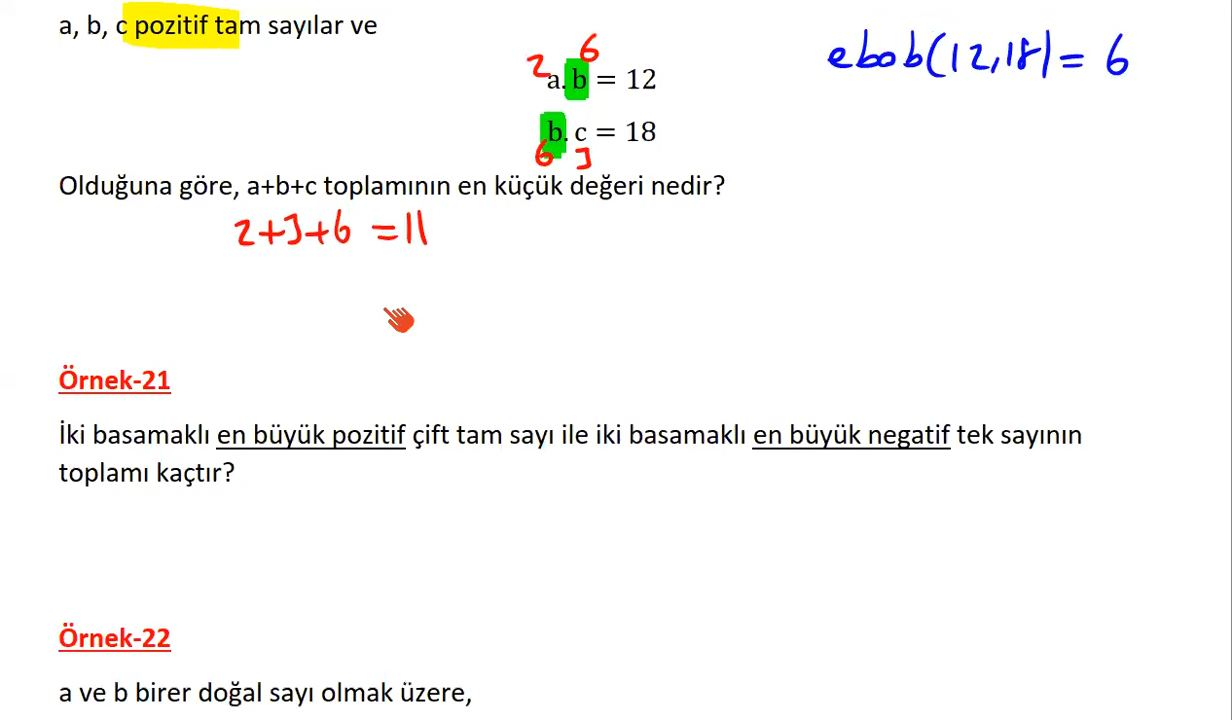 a, b, c pozitif tam sayılar ve
ebob(12,18) = 6
2 6
a. b = 12
b. c = 18
6 3
Olduğuna göre, a+b+c toplamının en küçük değeri nedir?
2+3+6 = 11
Örnek-21
İki basamaklı en büyük pozitif çift tam sayı ile iki basamaklı en büyük negatif tek sayının
toplamı kaçtır?
Örnek-22
a ve b birer doğal sayı olmak üzere,